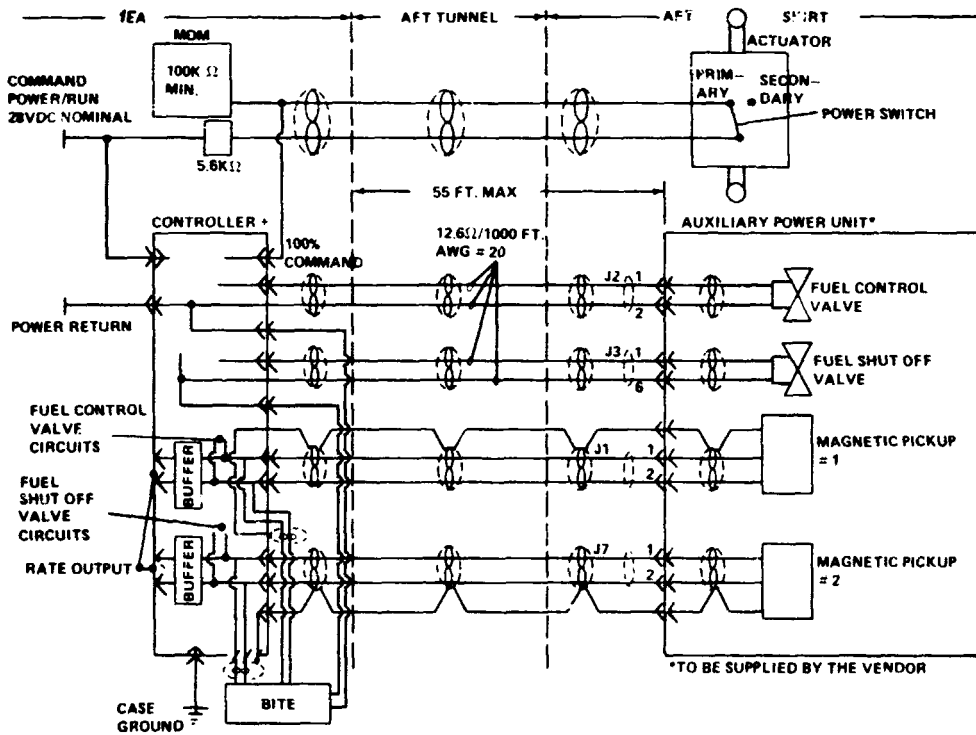 1EA
AFT TUNNEL
AFT SKIRT
MDM
100K Ω
MIN.
COMMAND
POWER/RUN
28VDC NOMINAL
5.6KΩ
ACTUATOR
PRIM-
ARY
SECON-
DARY
POWER SWITCH
55 FT. MAX
CONTROLLER +
100%
COMMAND
12.6Ω/1000 FT.
AWG = 20
AUXILIARY POWER UNIT*
J2 1
2
FUEL CONTROL
VALVE
POWER RETURN
J3 1
6
FUEL SHUT OFF
VALVE
FUEL CONTROL
VALVE
CIRCUITS
BUFFER
J1 1
2
MAGNETIC PICKUP
= 1
FUEL
SHUT OFF
VALVE
CIRCUITS
RATE OUTPUT
BUFFER
J7 1
2
MAGNETIC PICKUP
= 2
*TO BE SUPPLIED BY THE VENDOR
CASE
GROUND
BITE